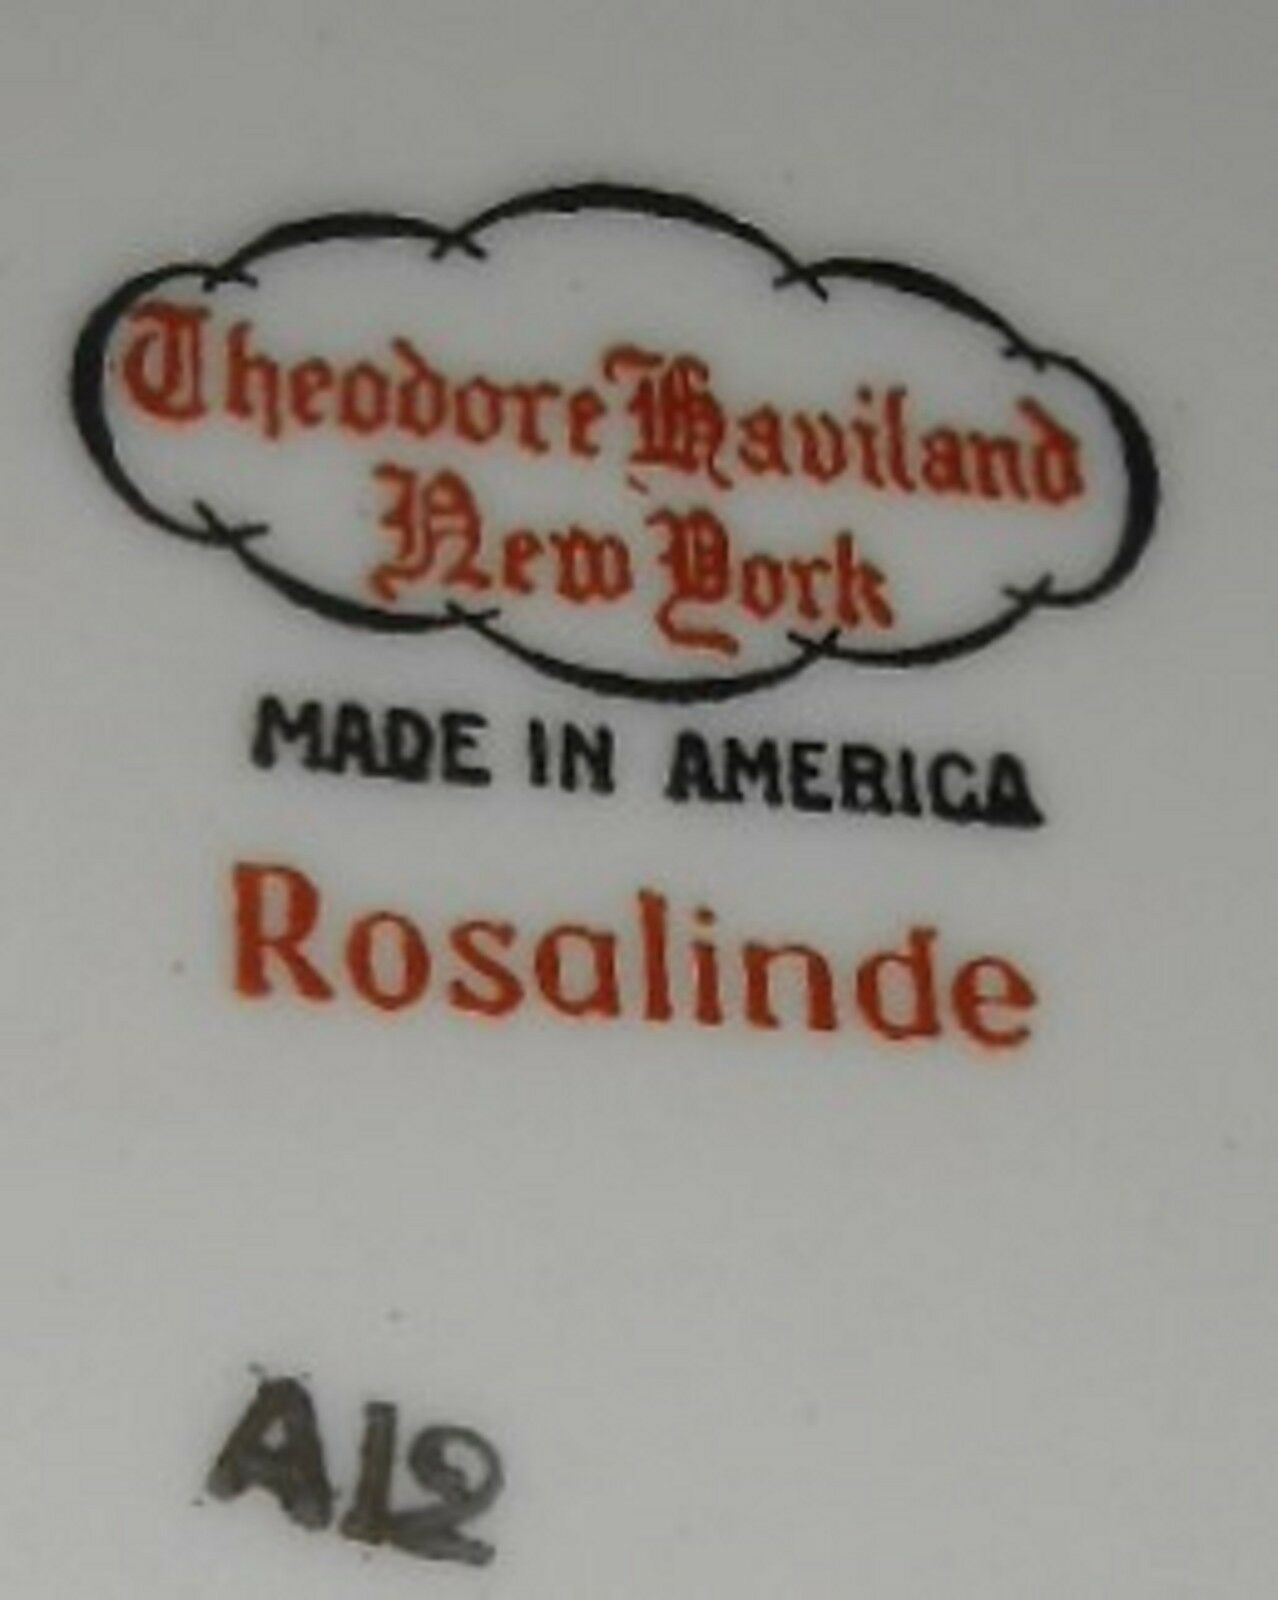 Theodore Haviland
New York
MADE IN AMERICA
Rosalinde
A12